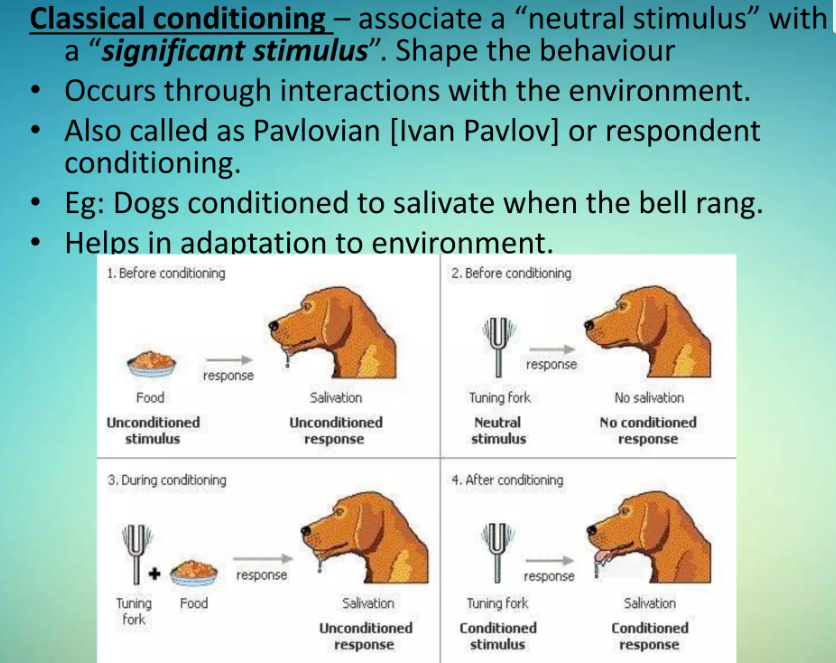 Classical conditioning – associate a “neutral stimulus” with
a “significant stimulus”. Shape the behaviour
• Occurs through interactions with the environment.
• Also called as Pavlovian [Ivan Pavlov] or respondent
conditioning.
• Eg: Dogs conditioned to salivate when the bell rang.
• Helps in adaptation to environment.
1. Before conditioning
response
Food
Salivation
Unconditioned
stimulus
Unconditioned
response
2. Before conditioning
response
Tuning fork
No salivation
Neutral
stimulus
No conditioned
response
3. During conditioning
+
response
Tuning
fork
Food
Salivation
Unconditioned
response
4. After conditioning
response
Tuning fork
Salivation
Conditioned
stimulus
Conditioned
response